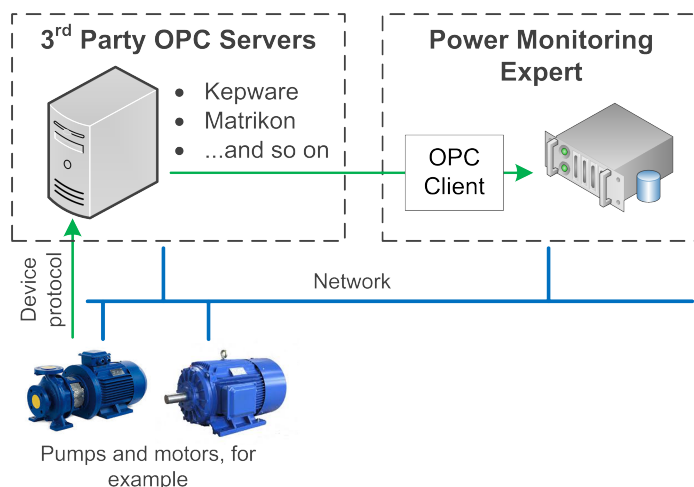 3rd Party OPC Servers
• Kepware
• Matrikon
• ...and so on
Power Monitoring
Expert
OPC
Client
Device
protocol
Network
Pumps and motors, for
example